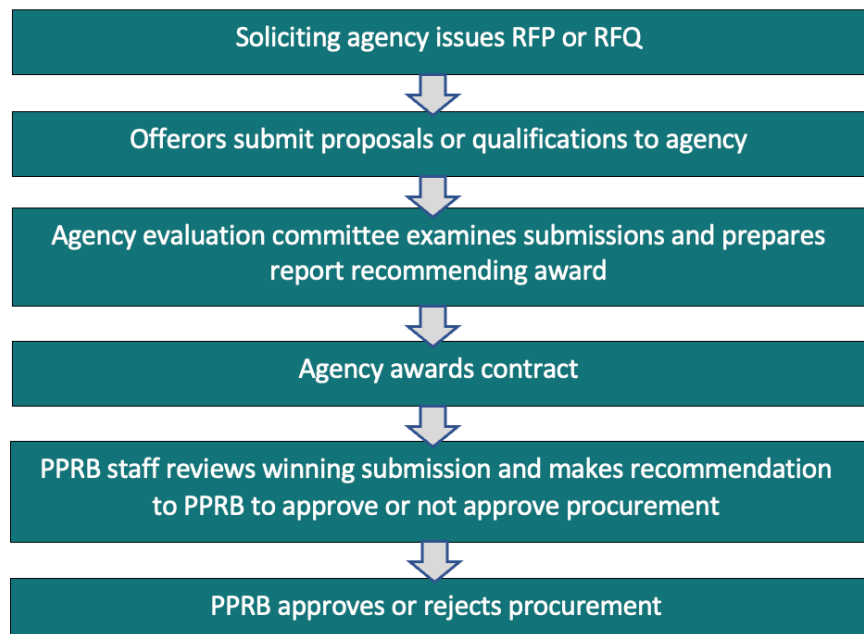 Soliciting agency issues RFP or RFQ
Offerors submit proposals or qualifications to agency
Agency evaluation committee examines submissions and prepares
report recommending award
Agency awards contract
PPRB staff reviews winning submission and makes recommendation
to PPRB to approve or not approve procurement
PPRB approves or rejects procurement